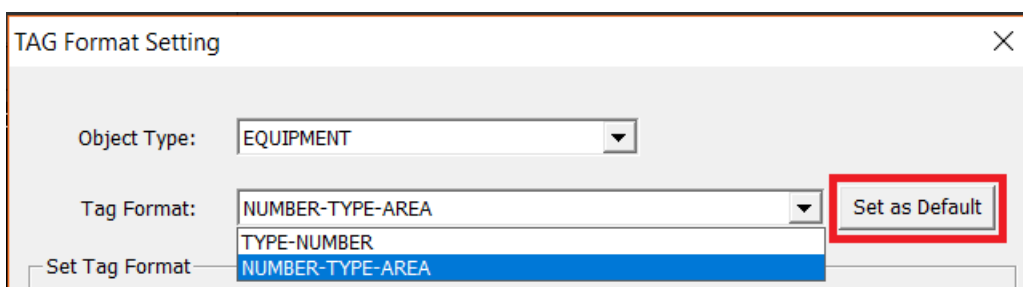 TAG Format Setting
Object Type: EQUIPMENT
Tag Format: NUMBER-TYPE-AREA Set as Default
TYPE-NUMBER
Set Tag Format NUMBER-TYPE-AREA